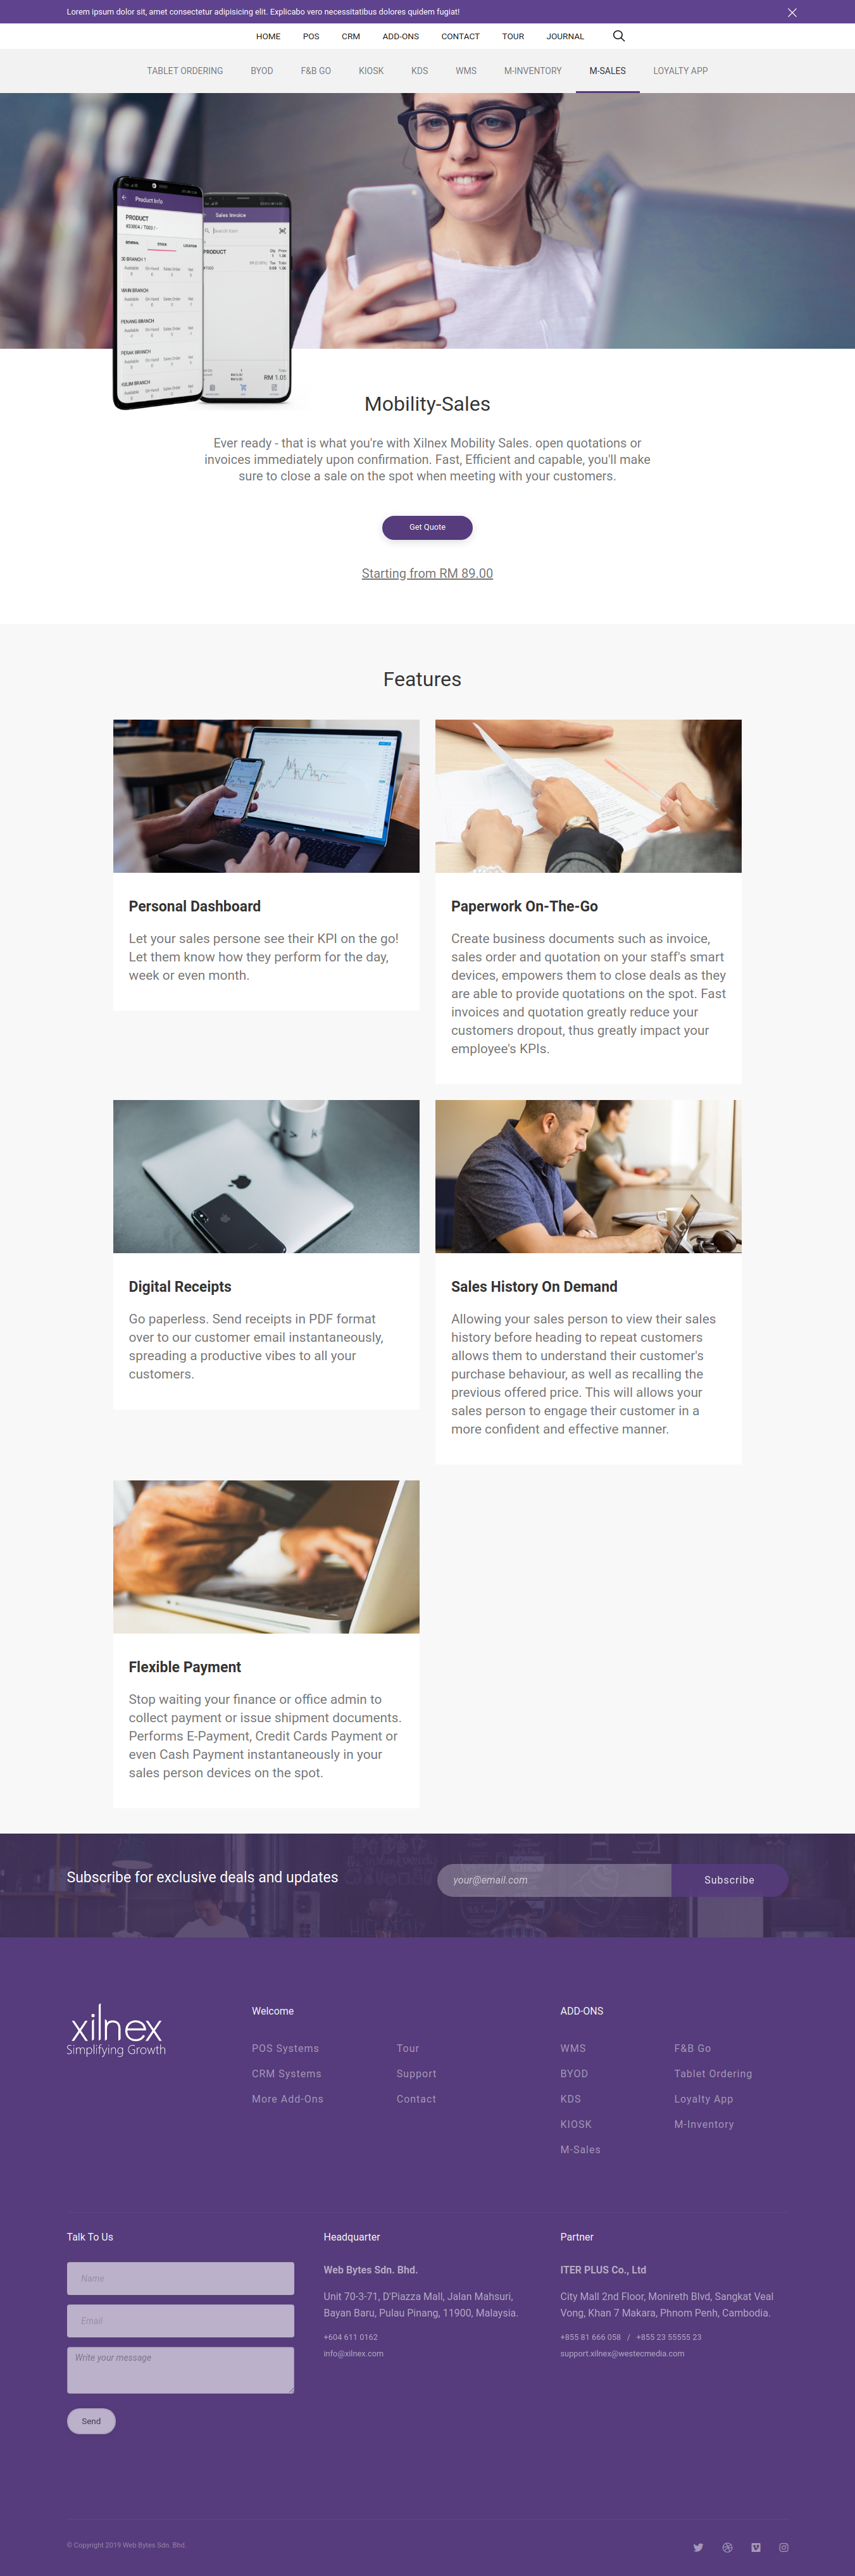 Lorem ipsum dolor sit, amet consectetur adipisicing elit. Explicabo vero necessitatibus dolores quidem fugiat!
HOME POS CRM ADD-ONS CONTACT TOUR JOURNAL
TABLET ORDERING BYOD F&B GO KIOSK KDS WMS M-INVENTORY M-SALES LOYALTY APP
Product Info
PRODUCT
GENERAL STOCK LOCATION
Sales Invoice
PRODUCT
RM 1.05
Mobility-Sales
Ever ready - that is what you're with Xilnex Mobility Sales. open quotations or
invoices immediately upon confirmation. Fast, Efficient and capable, you'll make
sure to close a sale on the spot when meeting with your customers.
Get Quote
Starting from RM 89.00
Features
Personal Dashboard
Let your sales persone see their KPI on the go!
Let them know how they perform for the day,
week or even month.
Paperwork On-The-Go
Create business documents such as invoice,
sales order and quotation on your staff's smart
devices, empowers them to close deals as they
are able to provide quotations on the spot. Fast
invoices and quotation greatly reduce your
customers dropout, thus greatly impact your
employee's KPIs.
Digital Receipts
Go paperless. Send receipts in PDF format
over to our customer email instantaneously,
spreading a productive vibes to all your
customers.
Sales History On Demand
Allowing your sales person to view their sales
history before heading to repeat customers
allows them to understand their customer's
purchase behaviour, as well as recalling the
previous offered price. This will allows your
sales person to engage their customer in a
more confident and effective manner.
Flexible Payment
Stop waiting your finance or office admin to
collect payment or issue shipment documents.
Performs E-Payment, Credit Cards Payment or
even Cash Payment instantaneously in your
sales person devices on the spot.
Subscribe for exclusive deals and updates
your@email.com
Subscribe
xilnex
Simplifying Growth
Welcome
POS Systems
CRM Systems
More Add-Ons
Tour
Support
Contact
ADD-ONS
WMS
BYOD
KDS
KIOSK
M-Sales
F&B Go
Tablet Ordering
Loyalty App
M-Inventory
Talk To Us
Name
Email
Write your message
Send
Headquarter
Web Bytes Sdn. Bhd.
Unit 70-3-71, D'Piazza Mall, Jalan Mahsuri,
Bayan Baru, Pulau Pinang, 11900, Malaysia.
+604 611 0162
info@xilnex.com
Partner
ITER PLUS Co., Ltd
City Mall 2nd Floor, Monireth Blvd, Sangkat Veal
Vong, Khan 7 Makara, Phnom Penh, Cambodia.
+855 81 666 058 / +855 23 55555 23
support.xilnex@westecmedia.com
© Copyright 2019 Web Bytes Sdn. Bhd.